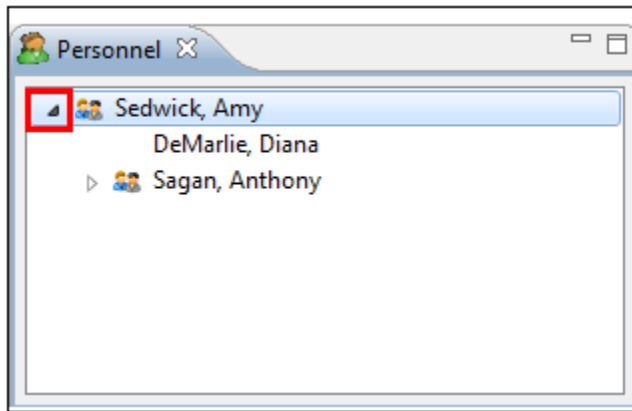 Personnel
Sedwick, Amy
DeMarlie, Diana
Sagan, Anthony